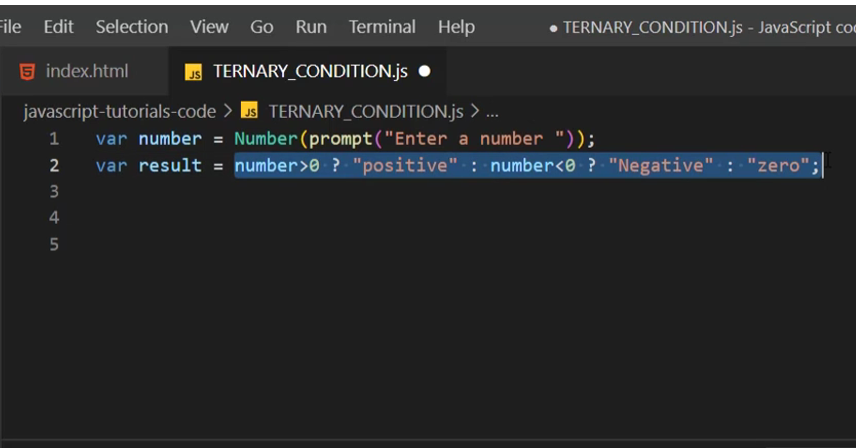 File Edit Selection View Go Run Terminal Help ● TERNARY_CONDITION.js - JavaScript
index.html JS TERNARY_CONDITION.js ●
javascript-tutorials-code > JS TERNARY_CONDITION.js > ...
1 var number = Number(prompt("Enter a number "));
2 var result = number>0 ? "positive" : number<0 ? "Negative" : "zero";
3
4
5